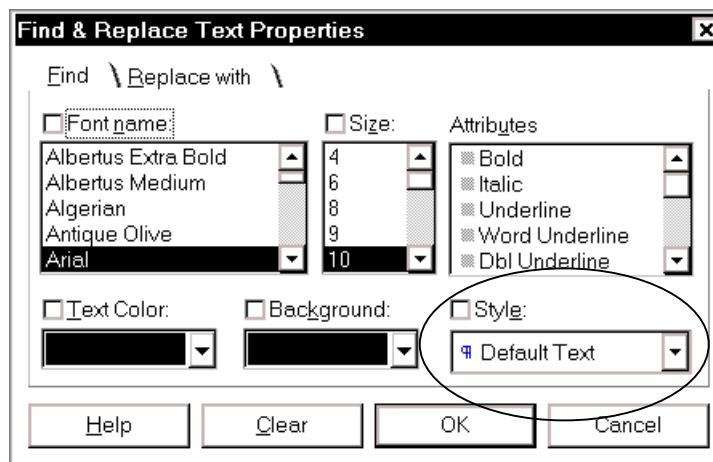 Find & Replace Text Properties
Find Replace with
Font name: Size: Attributes
Albertus Extra Bold 4 Bold
Albertus Medium 6 Italic
Algerian 8 Underline
Antique Olive 9 Word Underline
Arial 10 Dbl Underline
Text Color: Background: Style:
Default Text
Help Clear OK Cancel